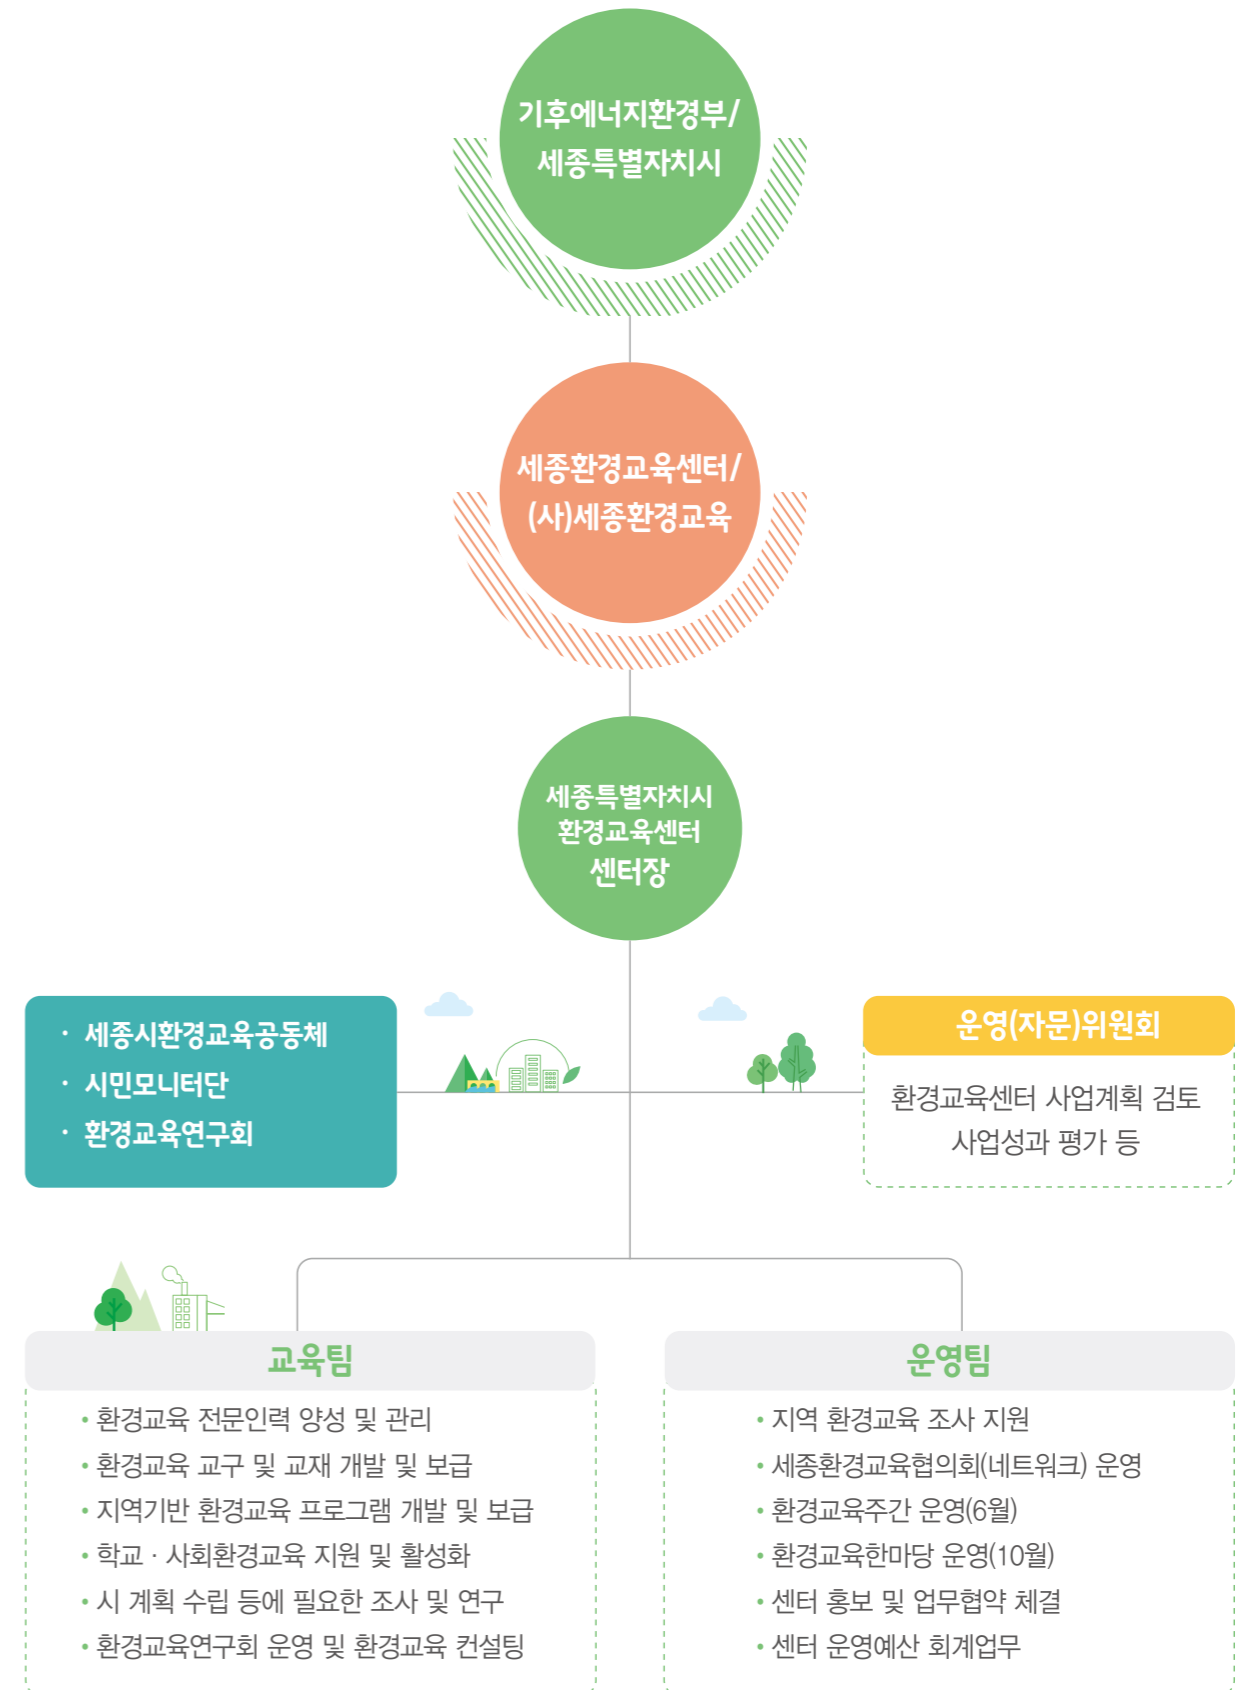 기후에너지환경부/
세종특별자치시
세종환경교육센터/
(사)세종환경교육
세종특별자치시
환경교육센터
센터장
· 세종시환경교육공동체
· 시민모니터단
· 환경교육연구회
운영(자문)위원회
환경교육센터 사업계획 검토
사업성과 평가 등
교육팀
• 환경교육 전문인력 양성 및 관리
• 환경교육 교구 및 교재 개발 및 보급
• 지역기반 환경교육 프로그램 개발 및 보급
• 학교 · 사회환경교육 지원 및 활성화
• 시 계획 수립 등에 필요한 조사 및 연구
• 환경교육연구회 운영 및 환경교육 컨설팅
운영팀
• 지역 환경교육 조사 지원
• 세종환경교육협의회(네트워크) 운영
• 환경교육주간 운영(6월)
• 환경교육한마당 운영(10월)
• 센터 홍보 및 업무협약 체결
• 센터 운영예산 회계업무